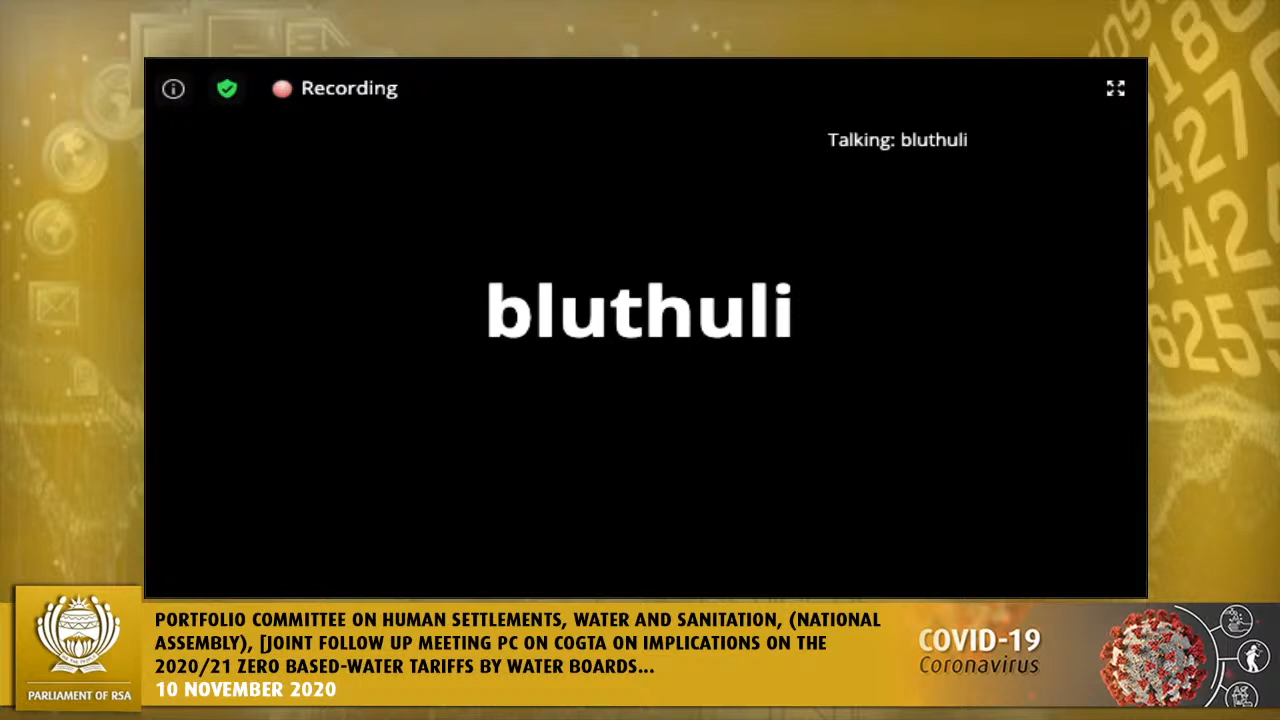 Recording
Talking: bluthuli
bluthuli
PORTFOLIO COMMITTEE ON HUMAN SETTLEMENTS, WATER AND SANITATION, (NATIONAL
ASSEMBLY), [JOINT FOLLOW UP MEETING PC ON COGTA ON IMPLICATIONS ON THE
2020/21 ZERO BASED-WATER TARIFFS BY WATER BOARDS...
10 NOVEMBER 2020
PARLIAMENT OF RSA
COVID-19
Coronavirus
6255